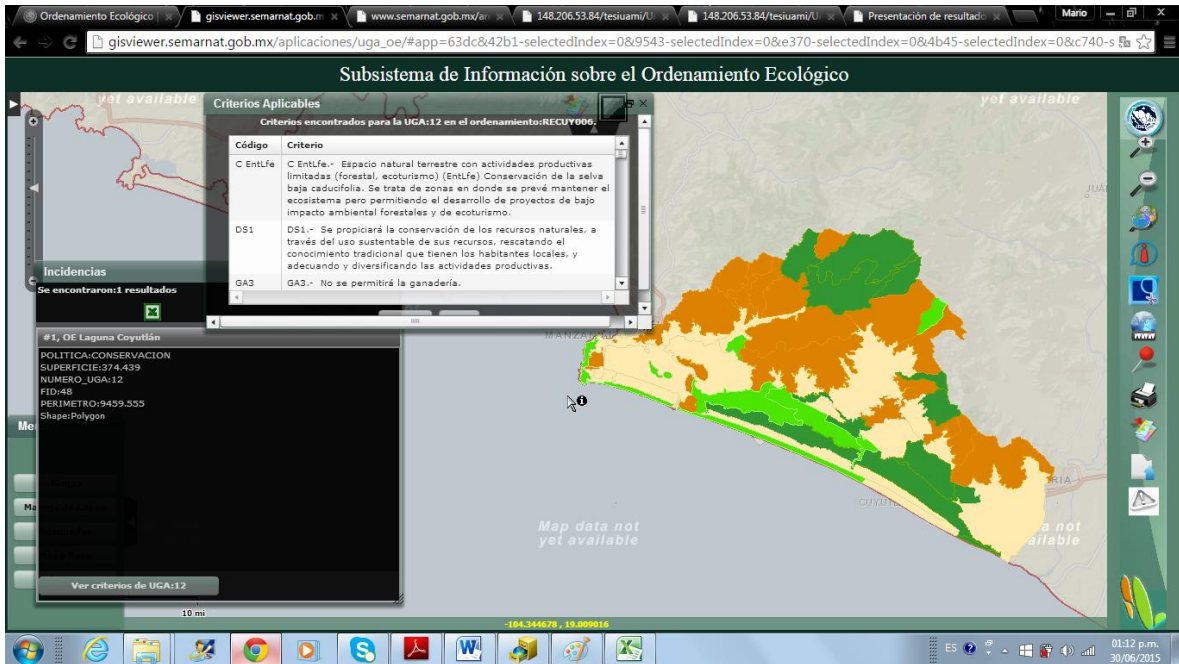 Ordenamiento Ecológico
gisviewer.semarnat.gob.m
www.semarnat.gob.mx/ar
148.206.53.84/tesiuami/U
148.206.53.84/tesiuami/U
Presentación de resultado
Mario
gisviewer.semarnat.gob.mx/aplicaciones/uga_oe/#app=63dc&42b1-selectedIndex=0&9543-selectedIndex=0&e370-selectedIndex=0&4b45-selectedIndex=0&c740-s
Subsistema de Información sobre el Ordenamiento Ecológico
yet available
yet available
Criterios Aplicables
Criterios encontrados para la UGA:12 en el ordenamiento:RECUY006.
Código Criterio
C EntLfe C EntLfe.- Espacio natural terrestre con actividades productivas
limitadas (forestal, ecoturismo) (EntLfe) Conservación de la selva
baja caducifolia. Se trata de zonas en donde se prevé mantener el
ecosistema pero permitiendo el desarrollo de proyectos de bajo
impacto ambiental forestales y de ecoturismo.
DS1 DS1.- Se propiciará la conservación de los recursos naturales, a
través del uso sustentable de sus recursos, rescatando el
conocimiento tradicional que tienen los habitantes locales, y
adecuando y diversificando las actividades productivas.
GA3 GA3.- No se permitirá la ganadería.
Incidencias
Se encontraron:1 resultados
#1, OE Laguna Coyutlán
POLITICA:CONSERVACION
SUPERFICIE:374.439
NUMERO_UGA:12
FID:48
PERIMETRO:9459.555
Shape:Polygon
Ver criterios de UGA:12
Map data not
yet available
10 mi
-104.344678 , 19.009016
ES
01:12 p.m.
30/06/2015